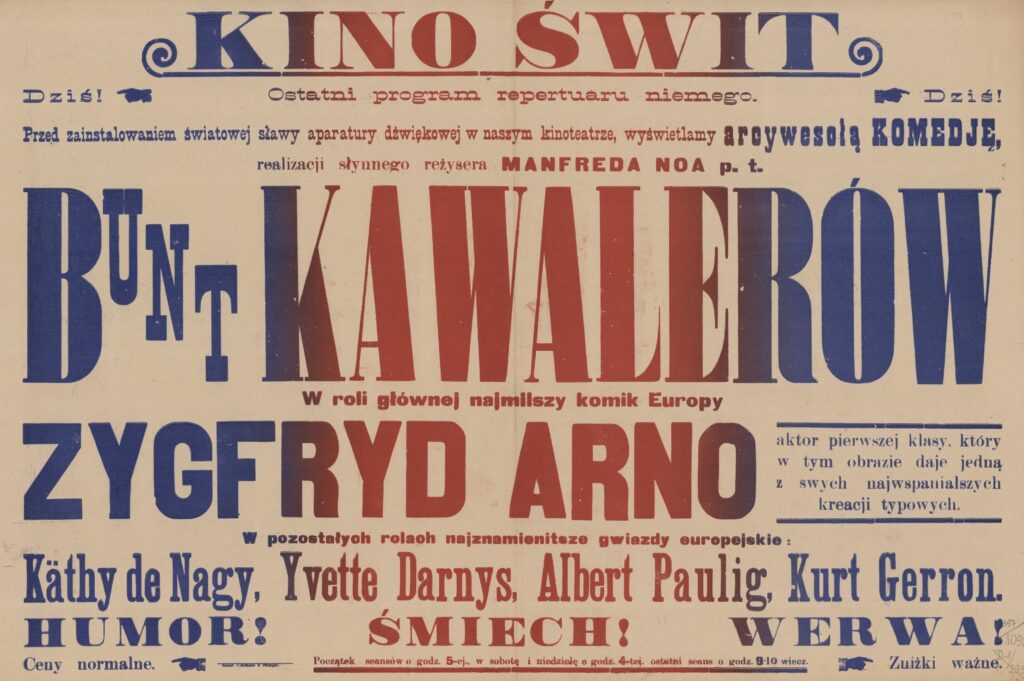 KINO ŚWIT
Dziś! Ostatni program repertuaru niemego. Dziś!
Przed zainstalowaniem światowej sławy aparatury dźwiękowej w naszym kinoteatrze, wyświetlamy arcywesołą KOMEDJĘ,
realizacji słynnego reżysera MANFREDA NOA p. t.
BUNT KAWALERÓW
W roli głównej najmilszy komik Europy
ZYGFRYD ARNO
aktor pierwszej klasy, który
w tym obrazie daje jedną
z swych najwspanialszych
kreacji typowych.
W pozostałych rolach najznamienitsze gwiazdy europejskie:
Käthy de Nagy, Yvette Darnys, Albert Paulig, Kurt Gerron.
HUMOR! ŚMIECH! WERWA!
Ceny normalne. Początek seansów o godz. 5-ej., w sobotę i niedzielę o godz. 4-tej. ostatni seans o godz. 9·10 wiecz. Zniżki ważne.